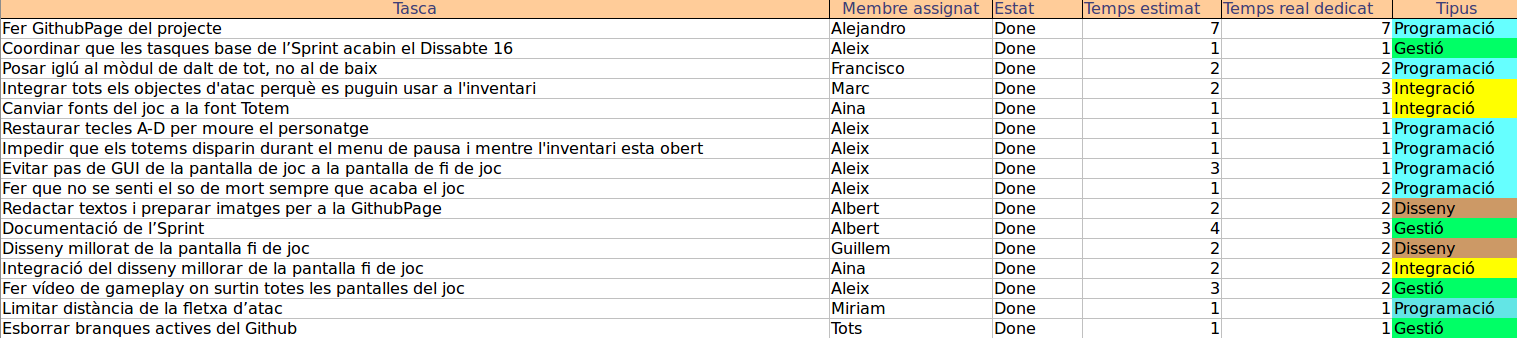 Tasca Membre assignat Estat Temps estimat Temps real dedicat Tipus
Fer GithubPage del projecte Alejandro Done 7 7 Programació
Coordinar que les tasques base de l’Sprint acabin el Dissabte 16 Aleix Done 1 1 Gestió
Posar iglú al mòdul de dalt de tot, no al de baix Francisco Done 2 2 Programació
Integrar tots els objectes d'atac perquè es puguin usar a l'inventari Marc Done 2 3 Integració
Canviar fonts del joc a la font Totem Aina Done 1 1 Integració
Restaurar tecles A-D per moure el personatge Aleix Done 1 1 Programació
Impedir que els totems disparin durant el menu de pausa i mentre l'inventari esta obert Aleix Done 1 1 Programació
Evitar pas de GUI de la pantalla de joc a la pantalla de fi de joc Aleix Done 3 1 Programació
Fer que no se senti el so de mort sempre que acaba el joc Aleix Done 1 2 Programació
Redactar textos i preparar imatges per a la GithubPage Albert Done 2 2 Disseny
Documentació de l’Sprint Albert Done 4 3 Gestió
Disseny millorat de la pantalla fi de joc Guillem Done 2 2 Disseny
Integració del disseny millorar de la pantalla fi de joc Aina Done 2 2 Integració
Fer vídeo de gameplay on surtin totes les pantalles del joc Aleix Done 3 2 Gestió
Limitar distància de la fletxa d’atac Miriam Done 1 1 Programació
Esborrar branques actives del Github Tots Done 1 1 Gestió